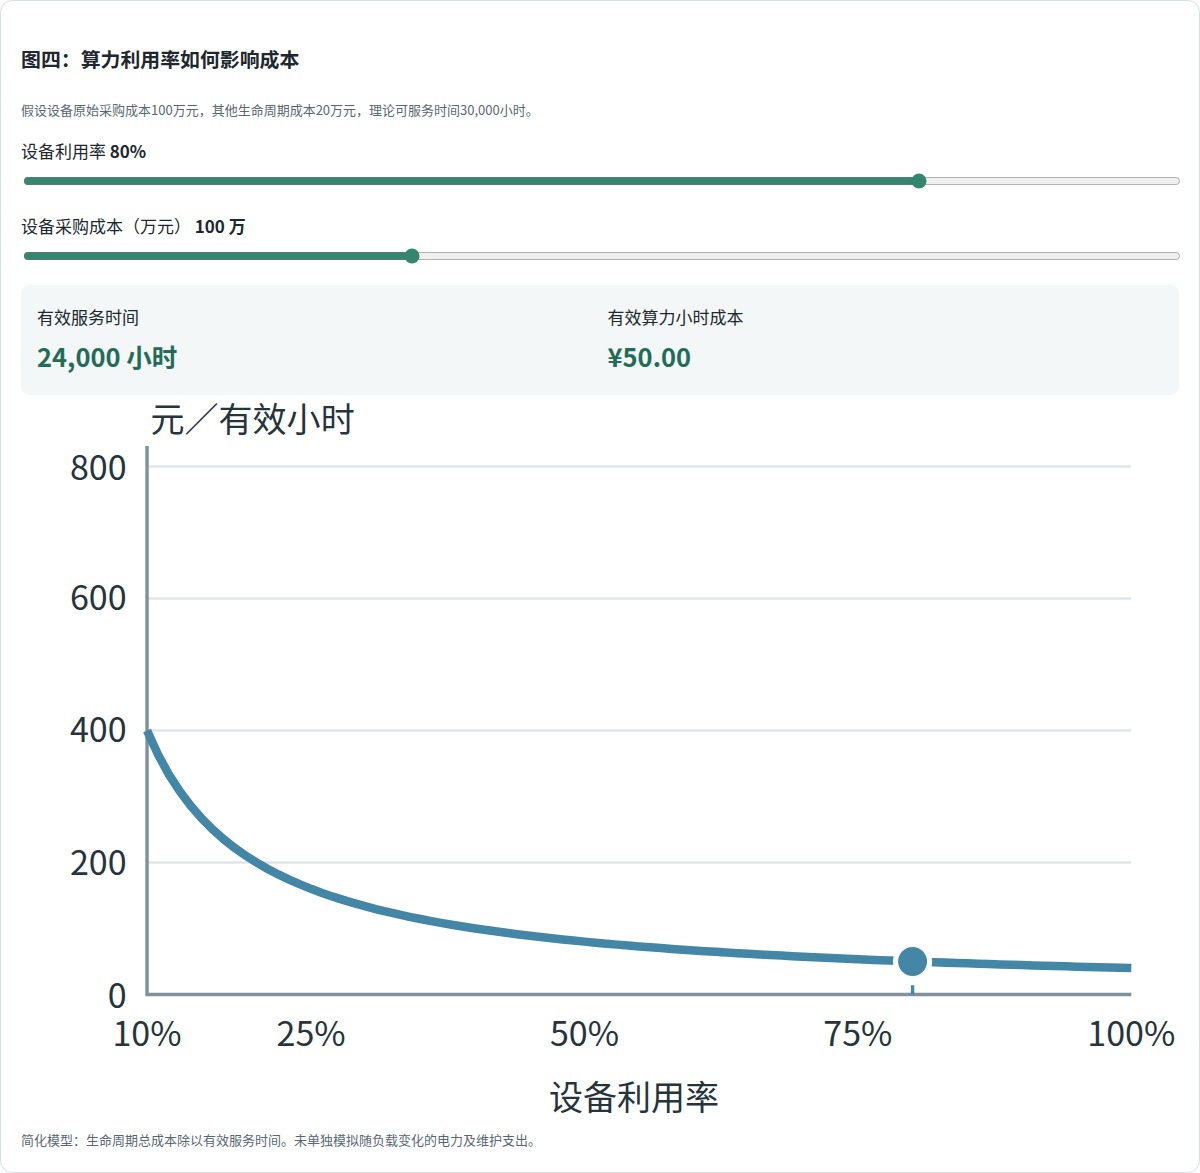 图四：算力利用率如何影响成本
假设设备原始采购成本100万元，其他生命周期成本20万元，理论可服务时间30,000小时。
设备利用率 80%
设备采购成本（万元） 100 万
有效服务时间
有效算力小时成本
24,000 小时
¥50.00
元／有效小时
800
600
400
200
0
10% 25% 50% 75% 100%
设备利用率
简化模型：生命周期总成本除以有效服务时间。未单独模拟随负载变化的电力及维护支出。